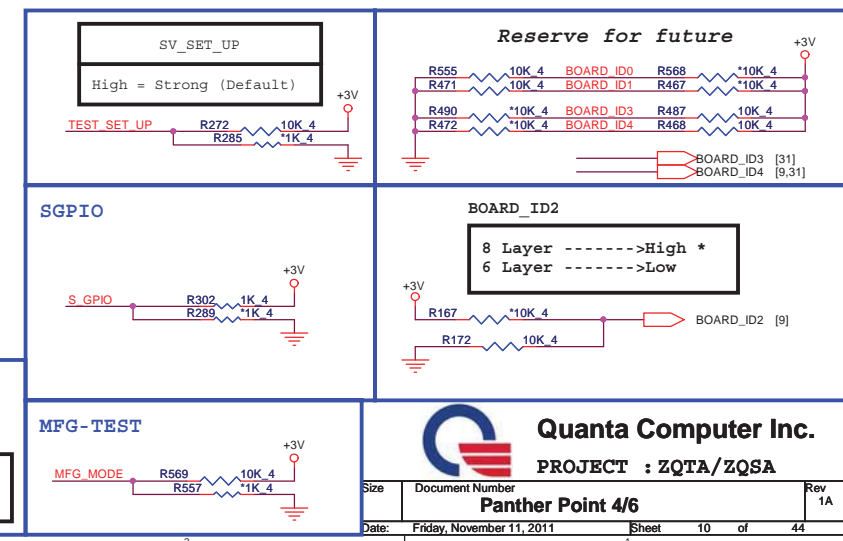 SV_SET_UP
High = Strong (Default)
+3V
TEST_SET_UP
R272
10K_4
R285
*1K_4
Reserve for future
+3V
R555
10K_4
BOARD_ID0
R568
*10K_4
R471
10K_4
BOARD_ID1
R467
*10K_4
R490
*10K_4
BOARD_ID3
R487
10K_4
R472
*10K_4
BOARD_ID4
R468
10K_4
BOARD_ID3 [31]
BOARD_ID4 [9,31]
SGPIO
+3V
S_GPIO
R302
1K_4
R289
*1K_4
BOARD_ID2
8 Layer ------->High *
6 Layer ------->Low
+3V
R167
*10K_4
BOARD_ID2 [9]
R172
10K_4
MFG-TEST
+3V
MFG_MODE
R569
10K_4
R557
*1K_4
Quanta Computer Inc.
PROJECT : ZQTA/ZQSA
Size
Document Number
Rev
Panther Point 4/6
1A
Date:
Friday, November 11, 2011
Sheet
10
of
44